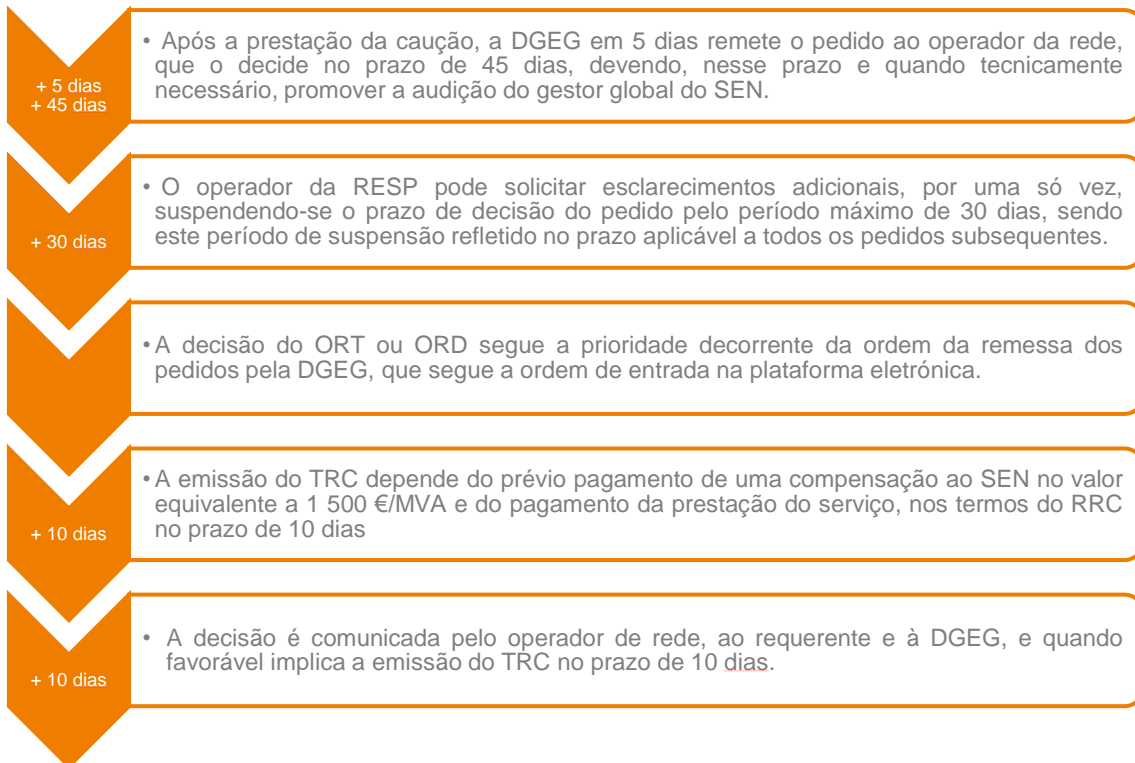 + 5 dias
+ 45 dias
• Após a prestação da caução, a DGEG em 5 dias remete o pedido ao operador da rede,
que o decide no prazo de 45 dias, devendo, nesse prazo e quando tecnicamente
necessário, promover a audição do gestor global do SEN.
+ 30 dias
• O operador da RESP pode solicitar esclarecimentos adicionais, por uma só vez,
suspendendo-se o prazo de decisão do pedido pelo período máximo de 30 dias, sendo
este período de suspensão refletido no prazo aplicável a todos os pedidos subsequentes.
• A decisão do ORT ou ORD segue a prioridade decorrente da ordem da remessa dos
pedidos pela DGEG, que segue a ordem de entrada na plataforma eletrónica.
+ 10 dias
• A emissão do TRC depende do prévio pagamento de uma compensação ao SEN no valor
equivalente a 1 500 €/MVA e do pagamento da prestação do serviço, nos termos do RRC
no prazo de 10 dias
+ 10 dias
• A decisão é comunicada pelo operador de rede, ao requerente e à DGEG, e quando
favorável implica a emissão do TRC no prazo de 10 dias.